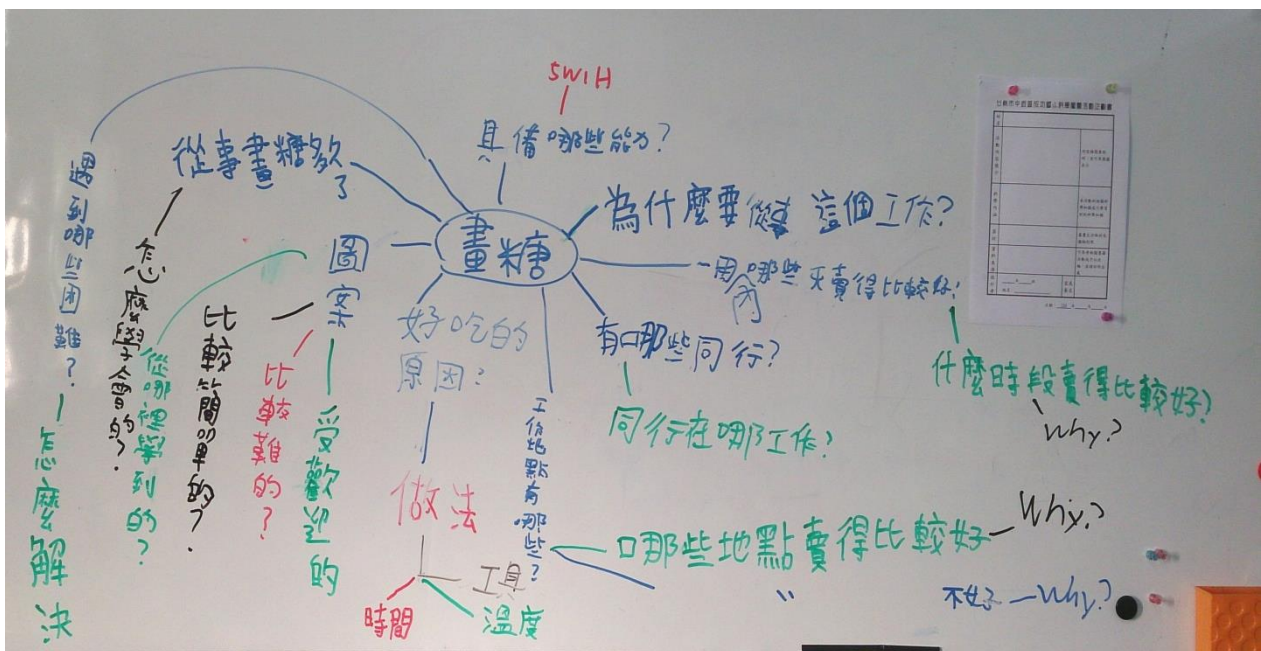 5W1H
具備哪些能力?
從事畫糖多久了
怎麼學會的?
遇到哪些困難?
怎麼解決
畫糖
為什麼要從事這個工作?
一周內哪些天賣得比較好?
什麼時段賣得比較好?
Why?
有哪些同行?
同行在哪工作?
圖案
從哪裡學到的?
比較簡單的?
比較難的?
受歡迎的
好吃的
原因?
做法
工具
溫度
時間
工作地點有哪些?
哪些地點賣得比較好
Why?
〃
不好
Why?